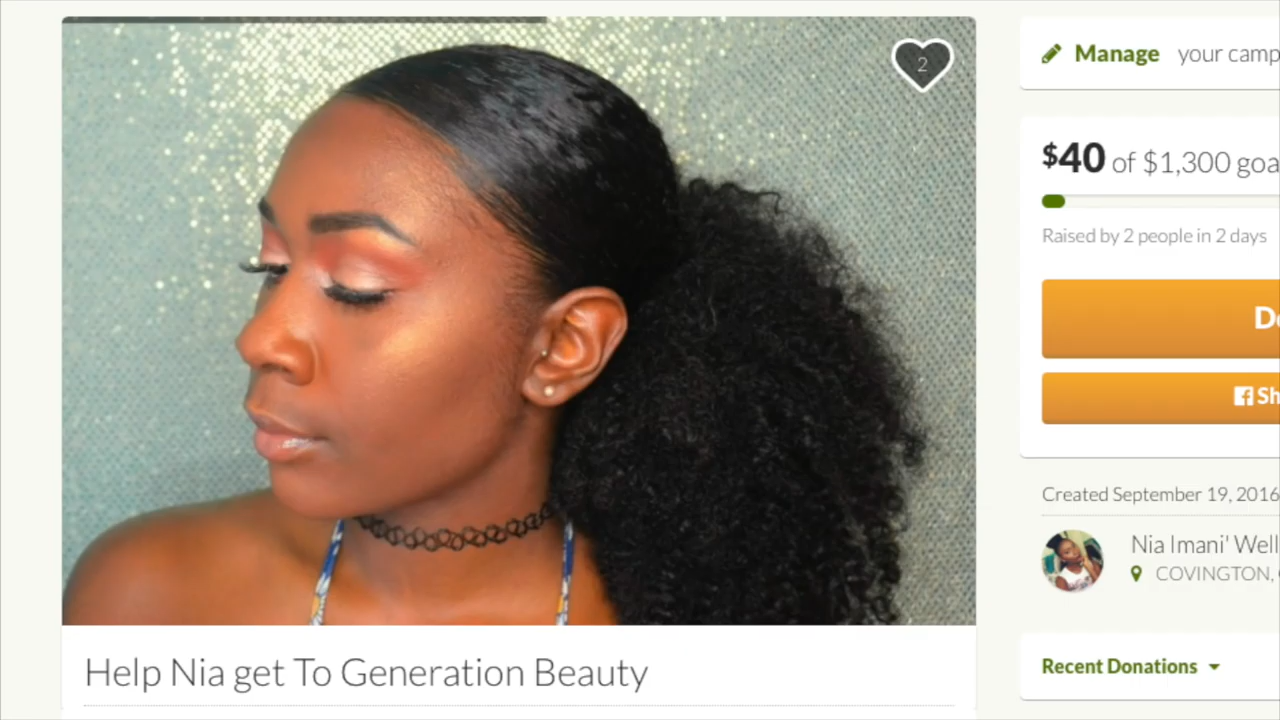 2
Help Nia get To Generation Beauty
Manage your camp
$40 of $1,300 goa
Raised by 2 people in 2 days
D
Sh
Created September 19, 2016
Nia Imani' Well
COVINGTON,
Recent Donations